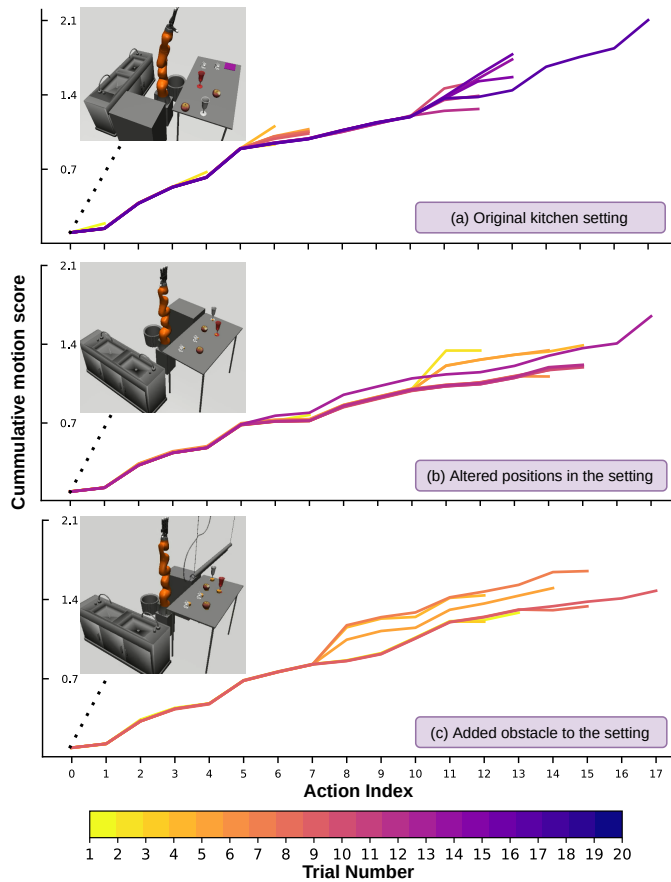 2.1
1.4
0.7
(a) Original kitchen setting
2.1
1.4
0.7
(b) Altered positions in the setting
Cummulative motion score
2.1
1.4
0.7
(c) Added obstacle to the setting
0 1 2 3 4 5 6 7 8 9 10 11 12 13 14 15 16 17
Action Index
1 2 3 4 5 6 7 8 9 10 11 12 13 14 15 16 17 18 19 20
Trial Number